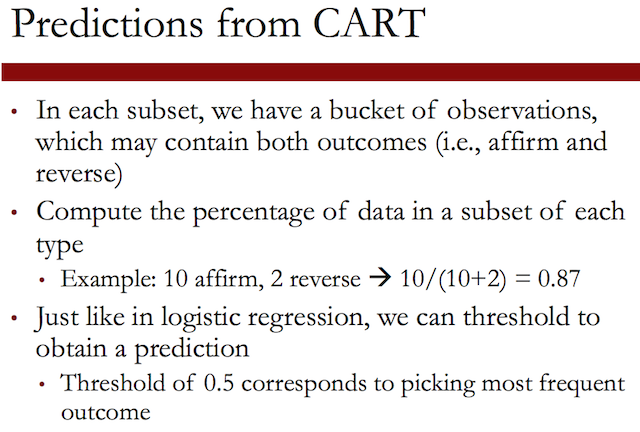 Predictions from CART
• In each subset, we have a bucket of observations,
which may contain both outcomes (i.e., affirm and
reverse)
• Compute the percentage of data in a subset of each
type
• Example: 10 affirm, 2 reverse → 10/(10+2) = 0.87
• Just like in logistic regression, we can threshold to
obtain a prediction
• Threshold of 0.5 corresponds to picking most frequent
outcome